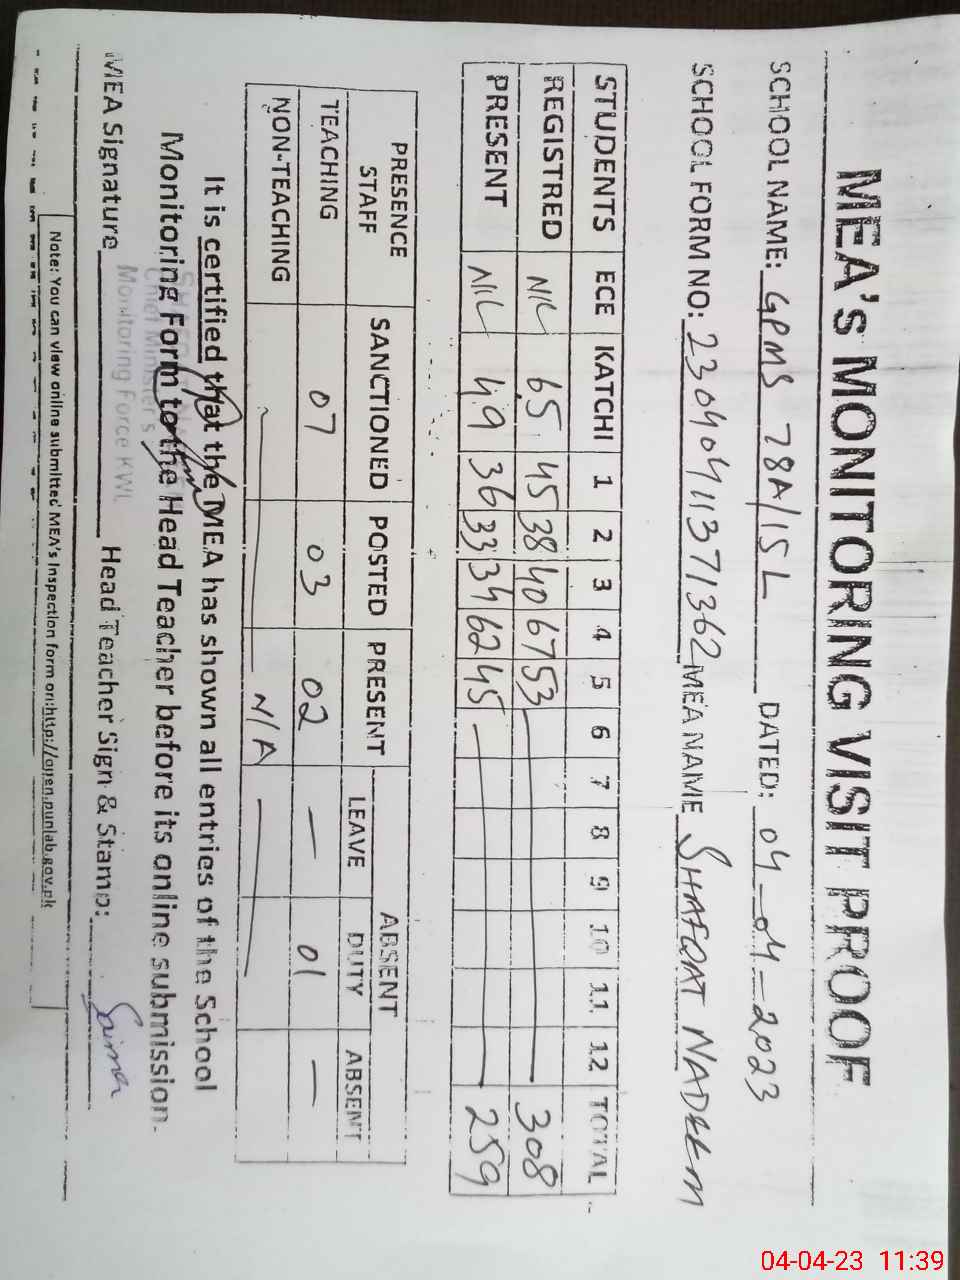 MEA's MONITORING VISIT PROOF
SCHOOL NAME: GPMS 78A/15L DATED: 04-04-2023
SCHOOL FORM NO: 23040411371362 MEA NAME SHAFQAT NADEEM
STUDENTS ECE KATCHI 1 2 3 4 5 6 7 8 9 10 11 12 TOTAL
REGISTRED NIL 65 45 38 40 67 53 308
PRESENT NIL 49 36 33 34 62 45 259
PRESENCE ABSENT
STAFF SANCTIONED POSTED PRESENT LEAVE DUTY ABSENT
TEACHING 07 03 02 — 01 —
NON-TEACHING N/A
It is certified that the MEA has shown all entries of the School
Monitoring Form to the Head Teacher before its online submission.
Chief Minister's
Monitoring Force KWL
MEA Signature Head Teacher Sign & Stamp: Saima
Note: You can view online submitted MEA's Inspection form on:http://open.punjab.gov.pk
04-04-23 11:39